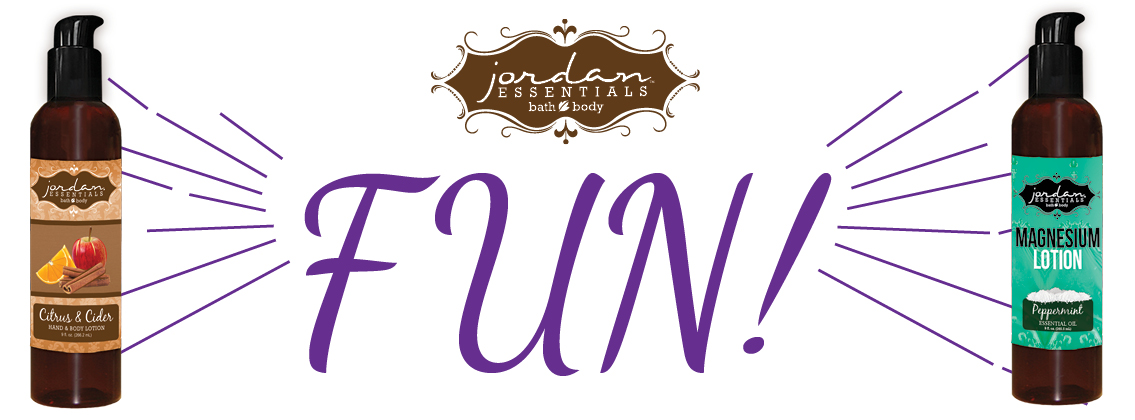 jordan™
ESSENTIALS
bath body
FUN!
jordan
ESSENTIALS
bath body
Citrus & Cider
HAND & BODY LOTION
jordan
ESSENTIALS
bath body
MAGNESIUM
LOTION
Peppermint
ESSENTIAL OIL